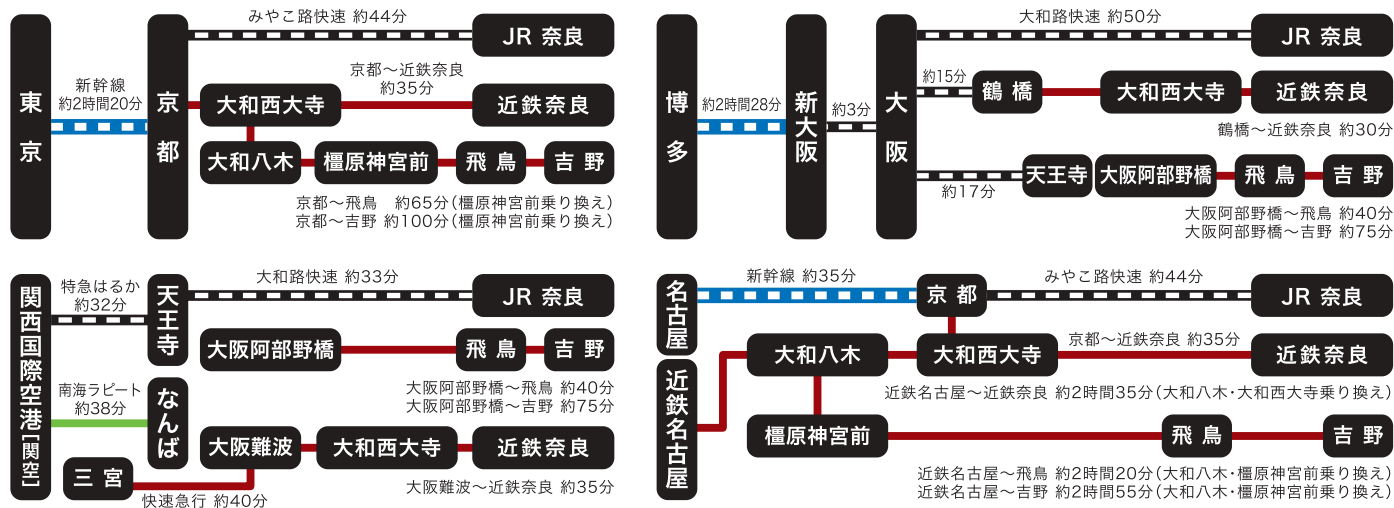 東京
新幹線
約2時間20分
京都
みやこ路快速 約44分
JR 奈良
大和西大寺
京都〜近鉄奈良
約35分
近鉄奈良
大和八木
橿原神宮前
飛鳥
吉野
京都〜飛鳥 約65分(橿原神宮前乗り換え)
京都〜吉野 約100分(橿原神宮前乗り換え)
博多
約2時間28分
新大阪
約3分
大阪
大和路快速 約50分
JR 奈良
約15分
鶴橋
大和西大寺
近鉄奈良
鶴橋〜近鉄奈良 約30分
約17分
天王寺
大阪阿部野橋
飛鳥
吉野
大阪阿部野橋〜飛鳥 約40分
大阪阿部野橋〜吉野 約75分
関西国際空港[関空]
特急はるか
約32分
天王寺
大和路快速 約33分
JR 奈良
大阪阿部野橋
飛鳥
吉野
大阪阿部野橋〜飛鳥 約40分
大阪阿部野橋〜吉野 約75分
南海ラピート
約38分
なんば
三宮
快速急行 約40分
大阪難波
大和西大寺
近鉄奈良
大阪難波〜近鉄奈良 約35分
名古屋
新幹線 約35分
京都
みやこ路快速 約44分
JR 奈良
近鉄名古屋
大和八木
大和西大寺
京都〜近鉄奈良 約35分
近鉄奈良
近鉄名古屋〜近鉄奈良 約2時間35分(大和八木・大和西大寺乗り換え)
橿原神宮前
飛鳥
吉野
近鉄名古屋〜飛鳥 約2時間20分(大和八木・橿原神宮前乗り換え)
近鉄名古屋〜吉野 約2時間55分(大和八木・橿原神宮前乗り換え)